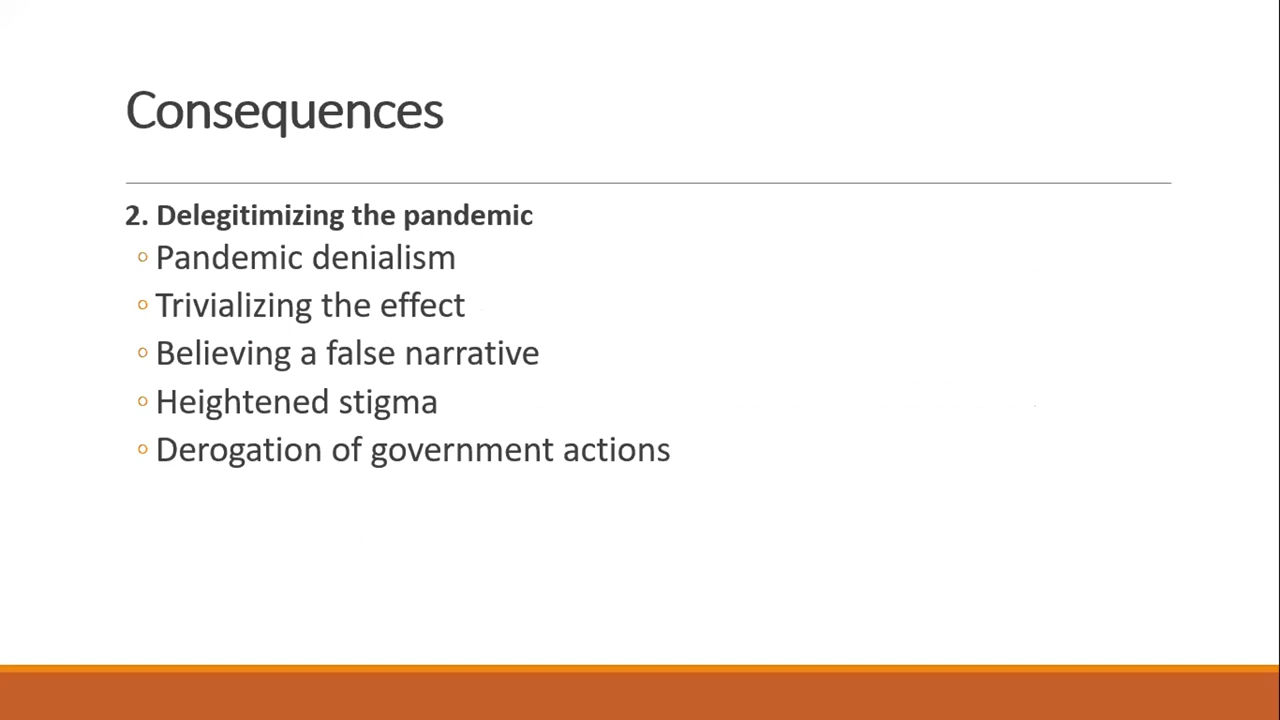 Consequences
2. Delegitimizing the pandemic
◦ Pandemic denialism
◦ Trivializing the effect
◦ Believing a false narrative
◦ Heightened stigma
◦ Derogation of government actions